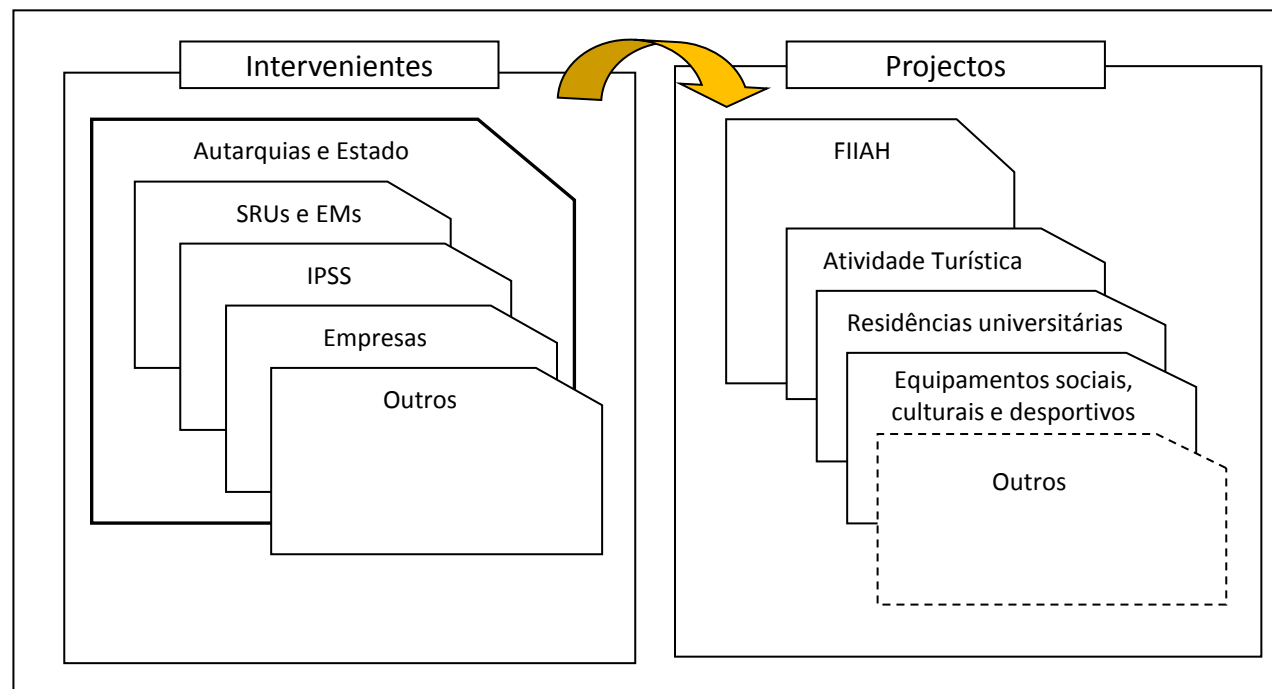 Intervenientes
Autarquias e Estado
SRUs e EMs
IPSS
Empresas
Outros
Projectos
FIIAH
Atividade Turística
Residências universitárias
Equipamentos sociais,
culturais e desportivos
Outros